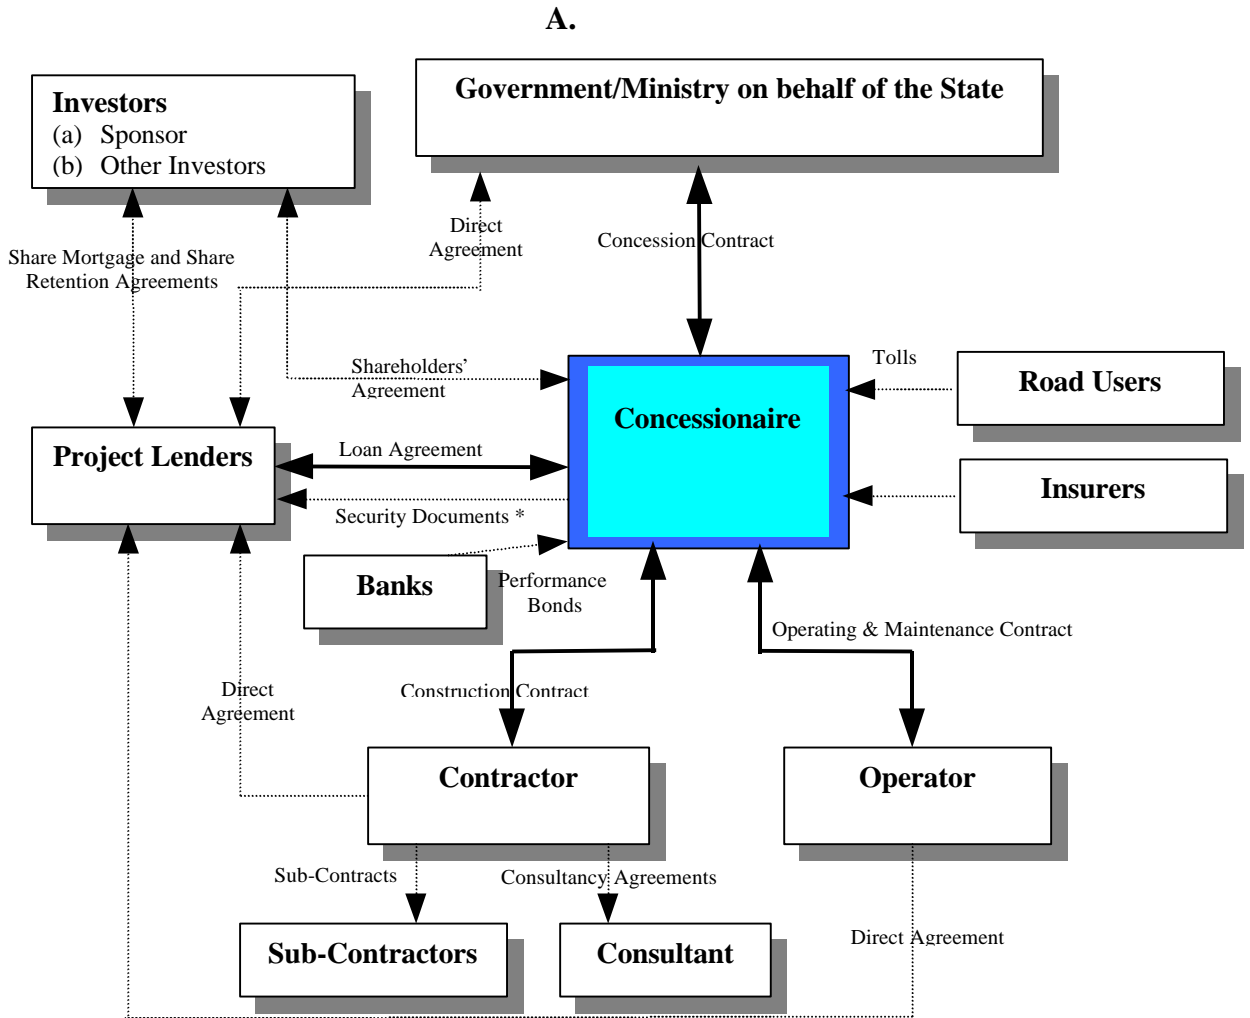 A.
Government/Ministry on behalf of the State
Investors
(a) Sponsor
(b) Other Investors
Direct
Agreement
Concession Contract
Share Mortgage and Share
Retention Agreements
Shareholders’
Agreement
Tolls
Road Users
Concessionaire
Project Lenders
Loan Agreement
Insurers
Security Documents *
Banks
Performance
Bonds
Operating & Maintenance Contract
Direct
Agreement
Construction Contract
Contractor
Operator
Sub-Contracts
Consultancy Agreements
Direct Agreement
Sub-Contractors
Consultant